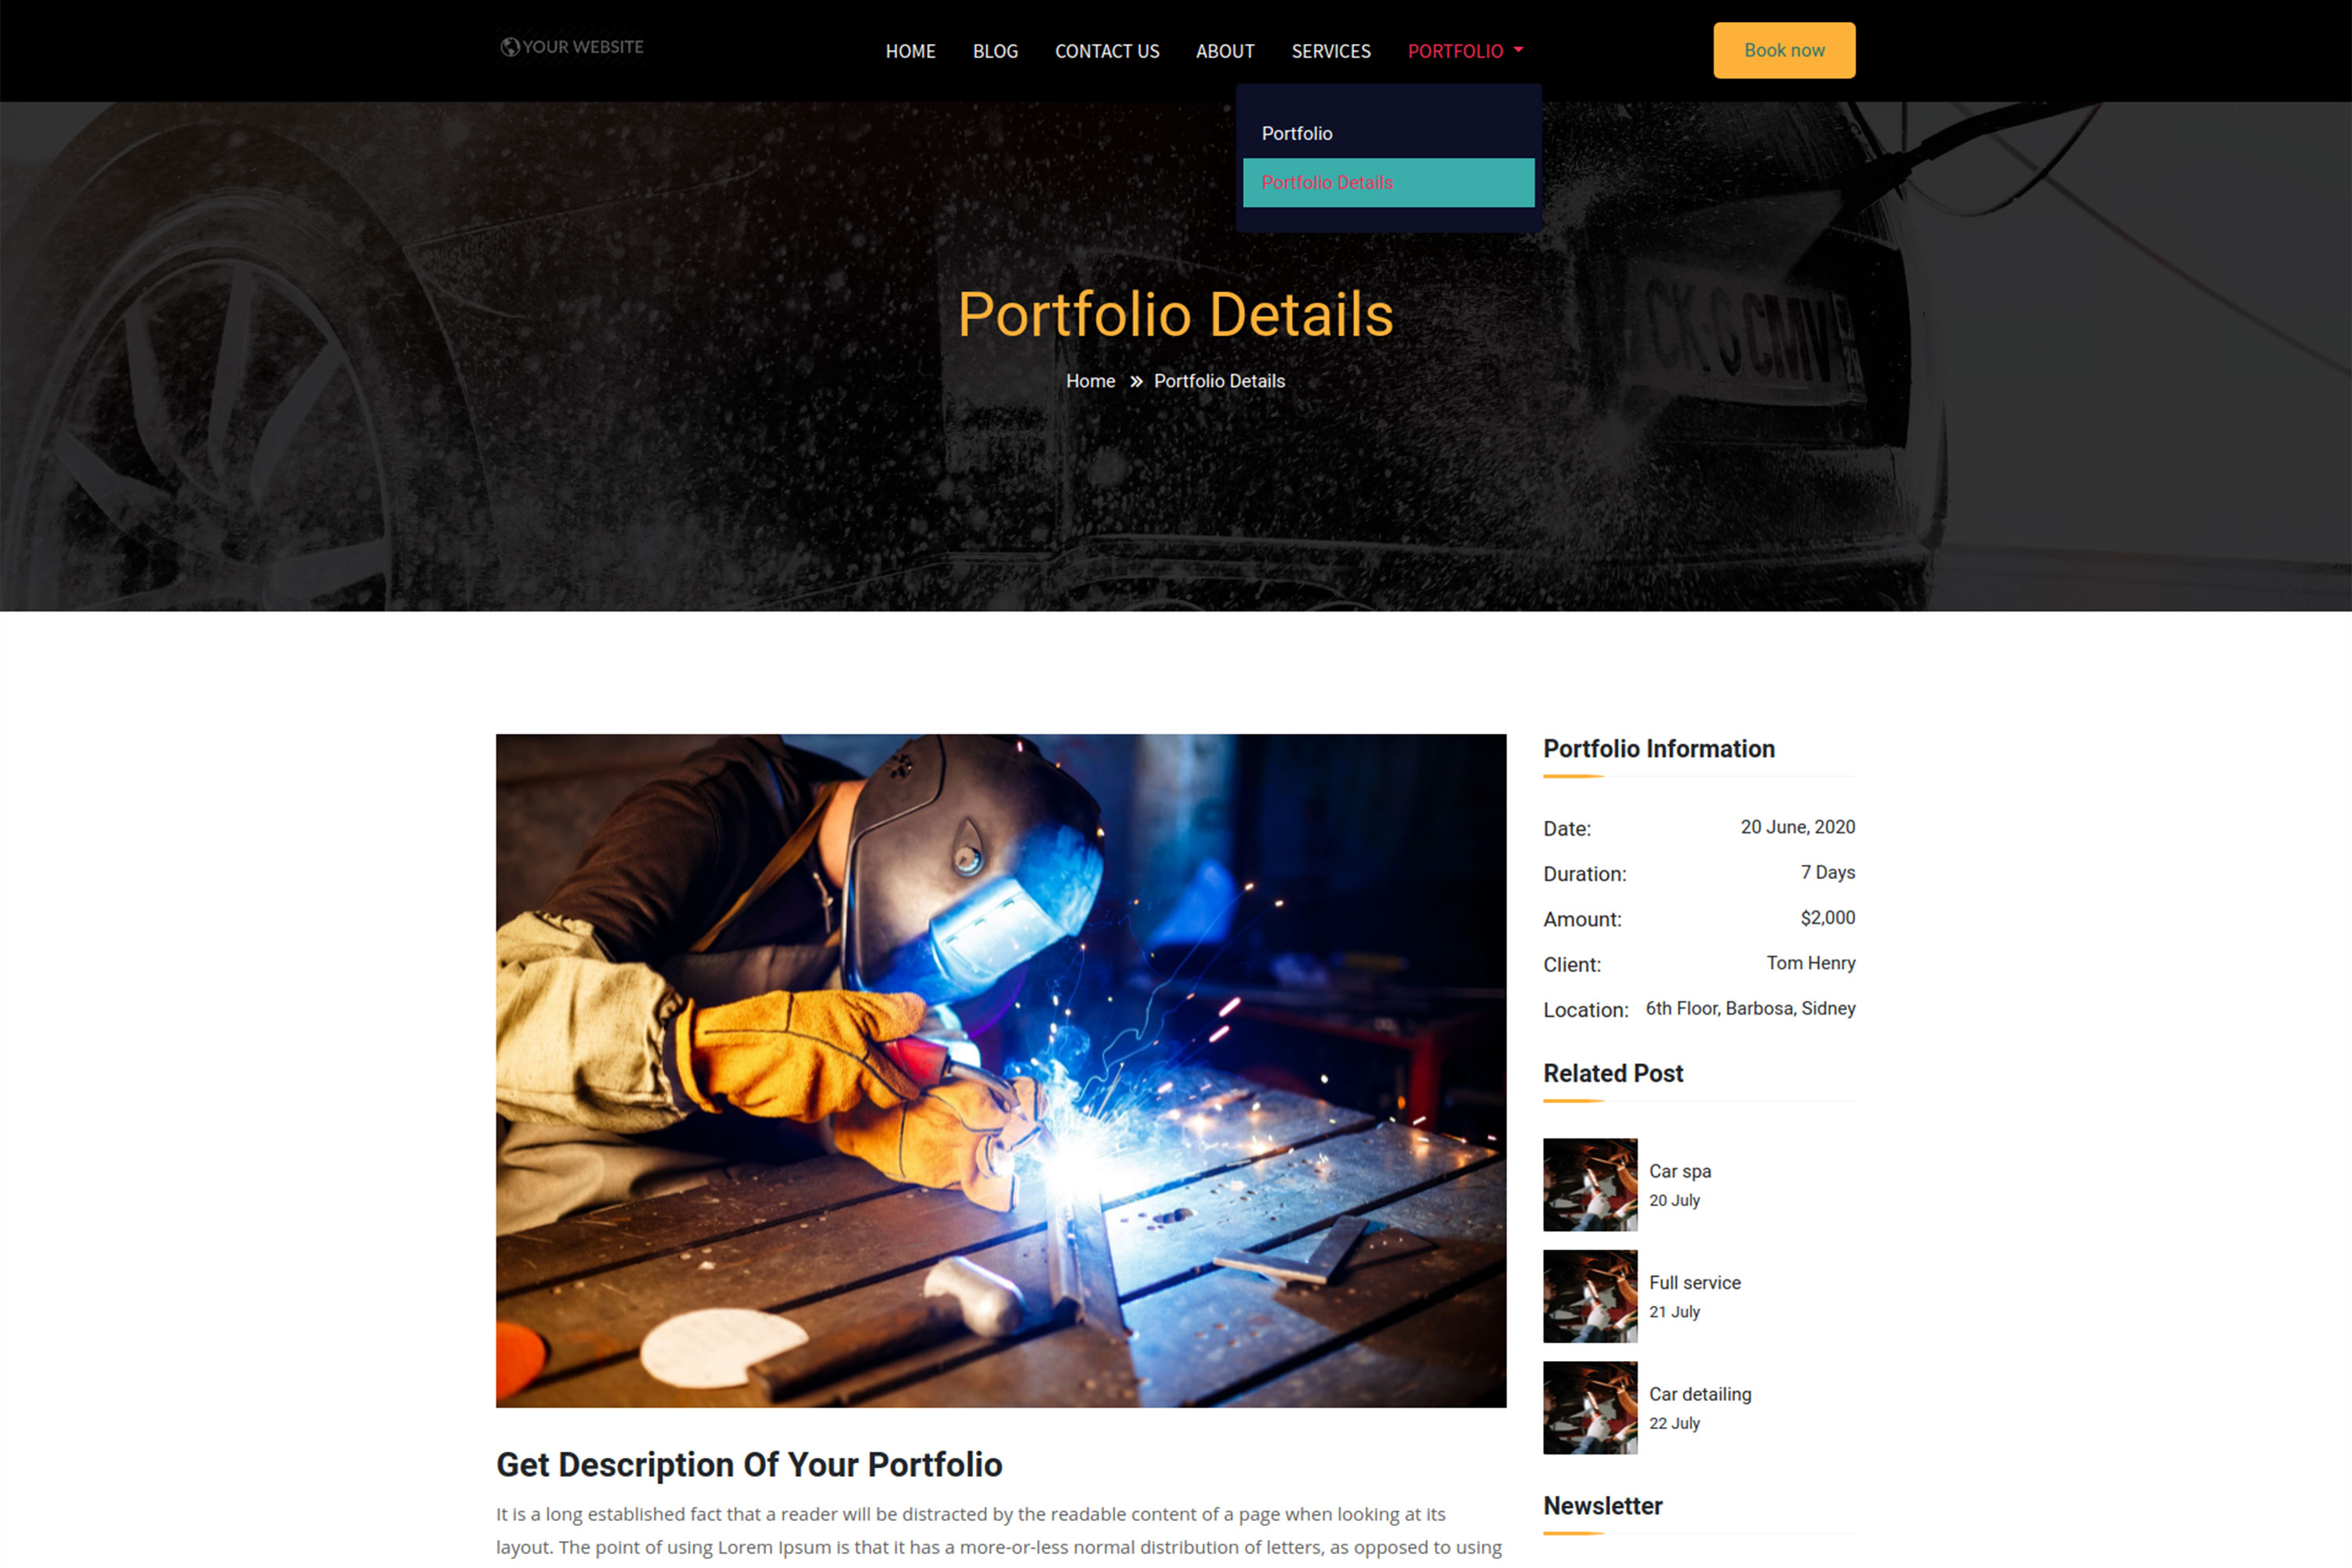 YOUR WEBSITE
HOME BLOG CONTACT US ABOUT SERVICES PORTFOLIO
Book now
Portfolio
Portfolio Details
Portfolio Details
Home » Portfolio Details
CK 6 CMV
Portfolio Information
Date: 20 June, 2020
Duration: 7 Days
Amount: $2,000
Client: Tom Henry
Location: 6th Floor, Barbosa, Sidney
Related Post
Car spa
20 July
Full service
21 July
Car detailing
22 July
Newsletter
Get Description Of Your Portfolio
It is a long established fact that a reader will be distracted by the readable content of a page when looking at its
layout. The point of using Lorem Ipsum is that it has a more-or-less normal distribution of letters, as opposed to using